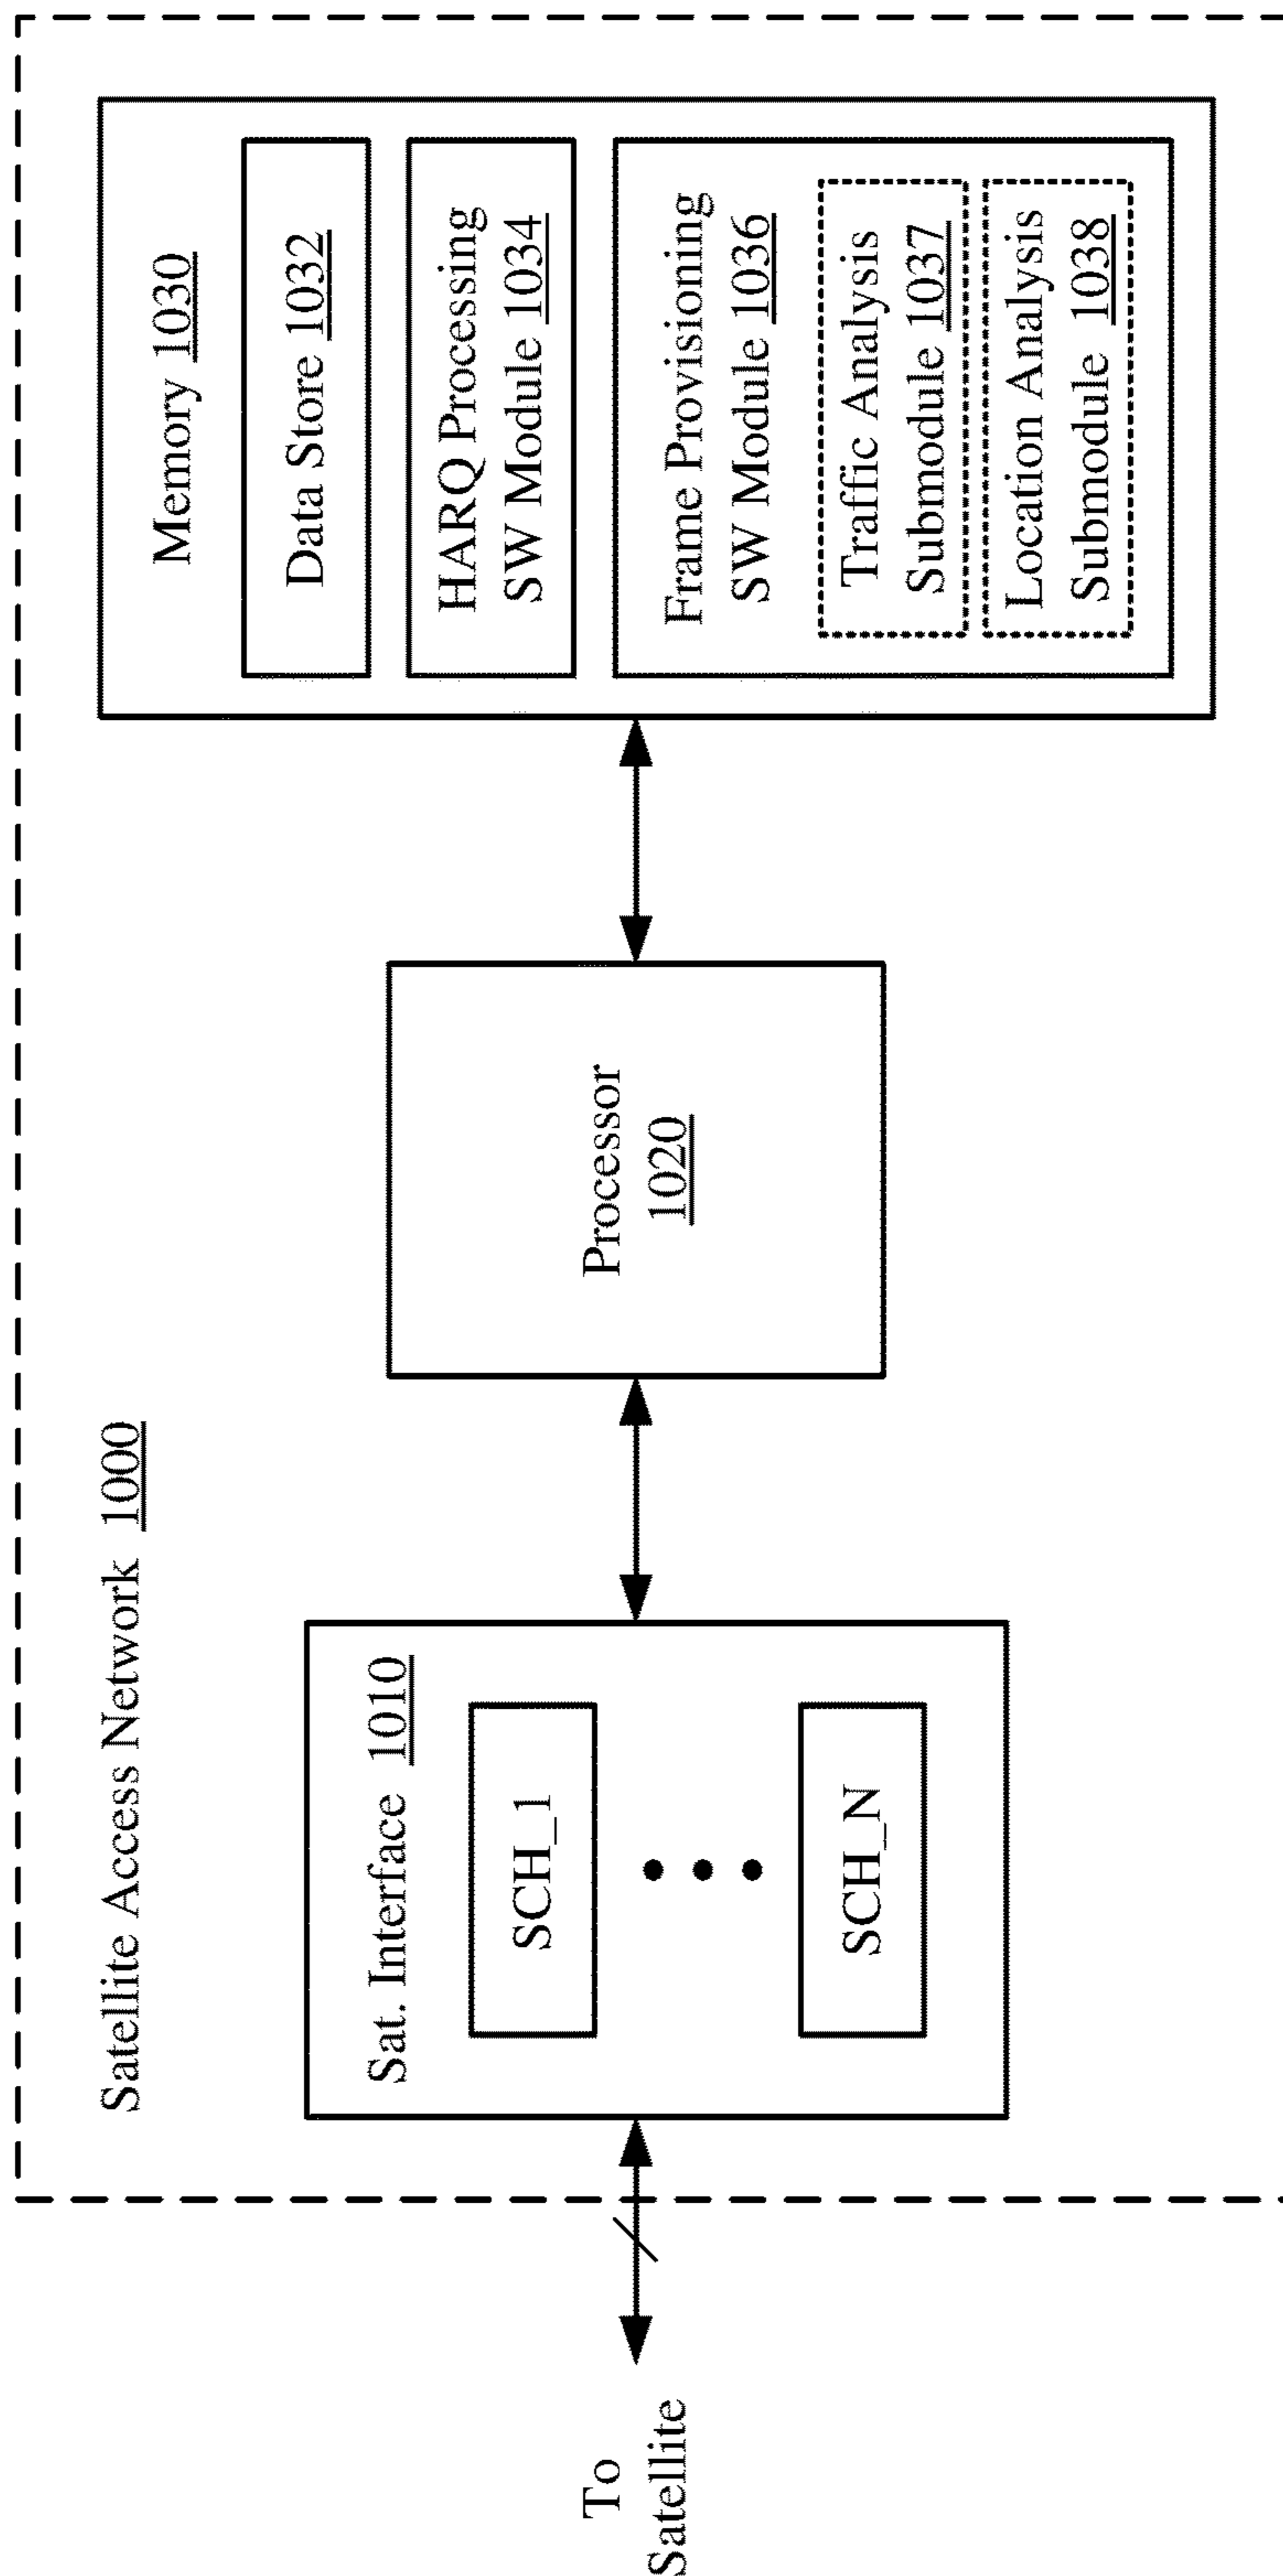 Satellite Access Network 1000
To
Satellite
Sat. Interface 1010
SCH_1
SCH_N
Processor
1020
Memory 1030
Data Store 1032
HARQ Processing
SW Module 1034
Frame Provisioning
SW Module 1036
Traffic Analysis
Submodule 1037
Location Analysis
Submodule 1038